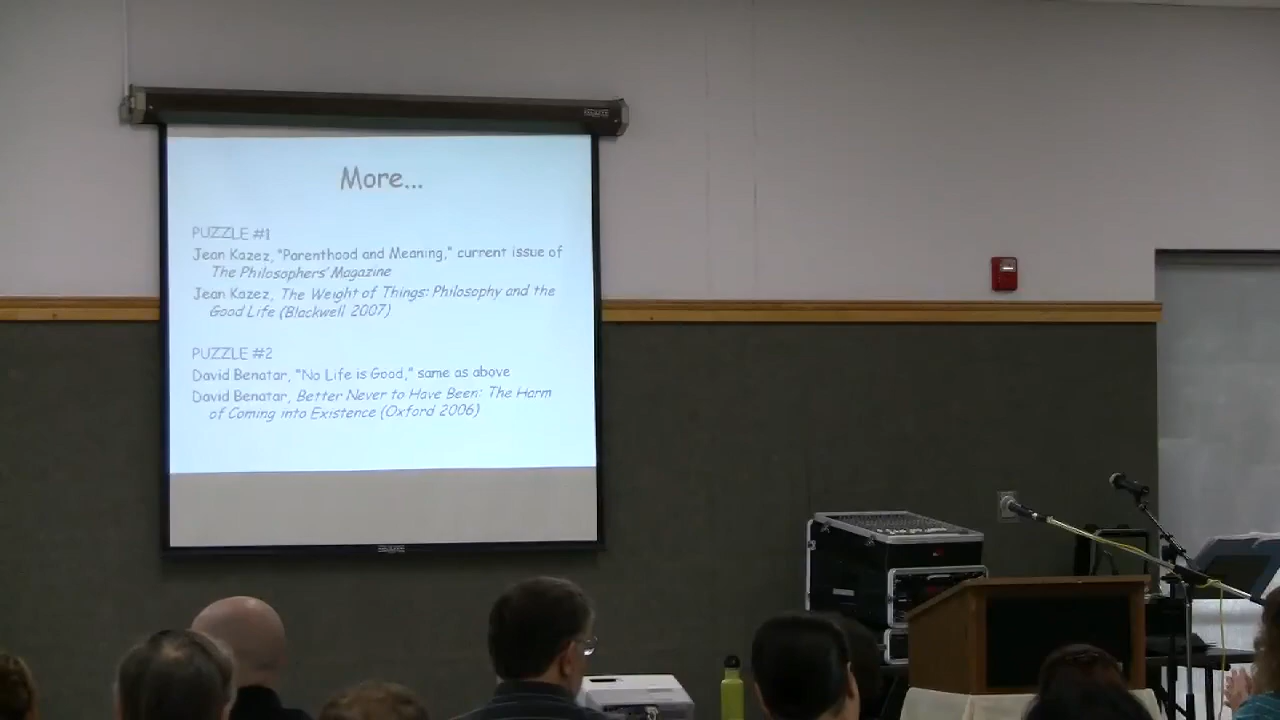 More...
PUZZLE #1
Jean Kazez, "Parenthood and Meaning," current issue of
The Philosophers' Magazine
Jean Kazez, The Weight of Things: Philosophy and the
Good Life (Blackwell 2007)
PUZZLE #2
David Benatar, "No Life is Good," same as above
David Benatar, Better Never to Have Been: The Harm
of Coming into Existence (Oxford 2006)